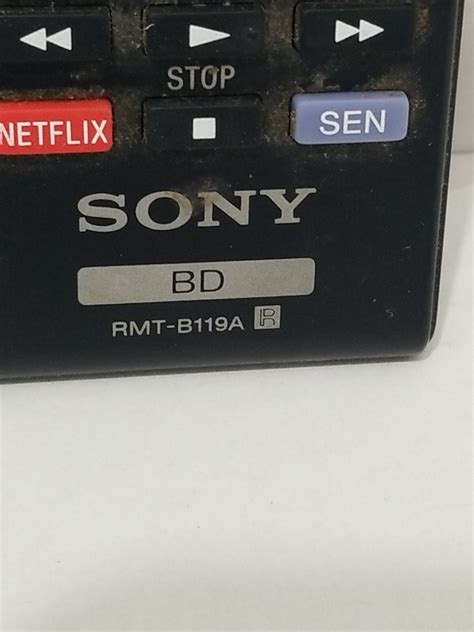 STOP
NETFLIX
SEN
SONY
BD
RMT-B119A R